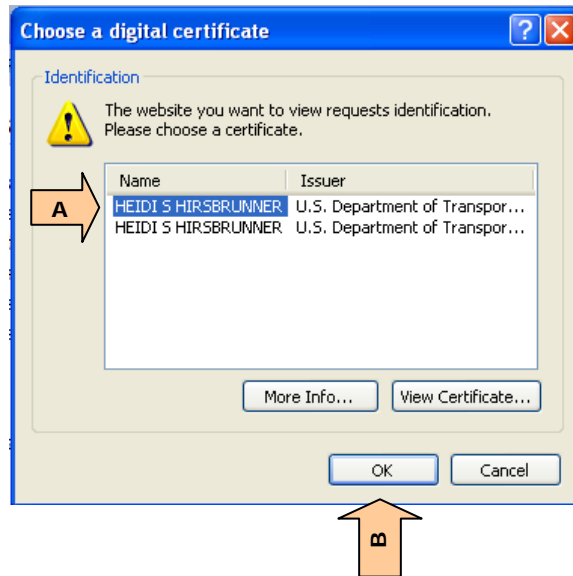 Choose a digital certificate
Identification
The website you want to view requests identification.
Please choose a certificate.
Name Issuer
A
HEIDI S HIRSBRUNNER U.S. Department of Transpor...
HEIDI S HIRSBRUNNER U.S. Department of Transpor...
More Info... View Certificate...
OK Cancel
B